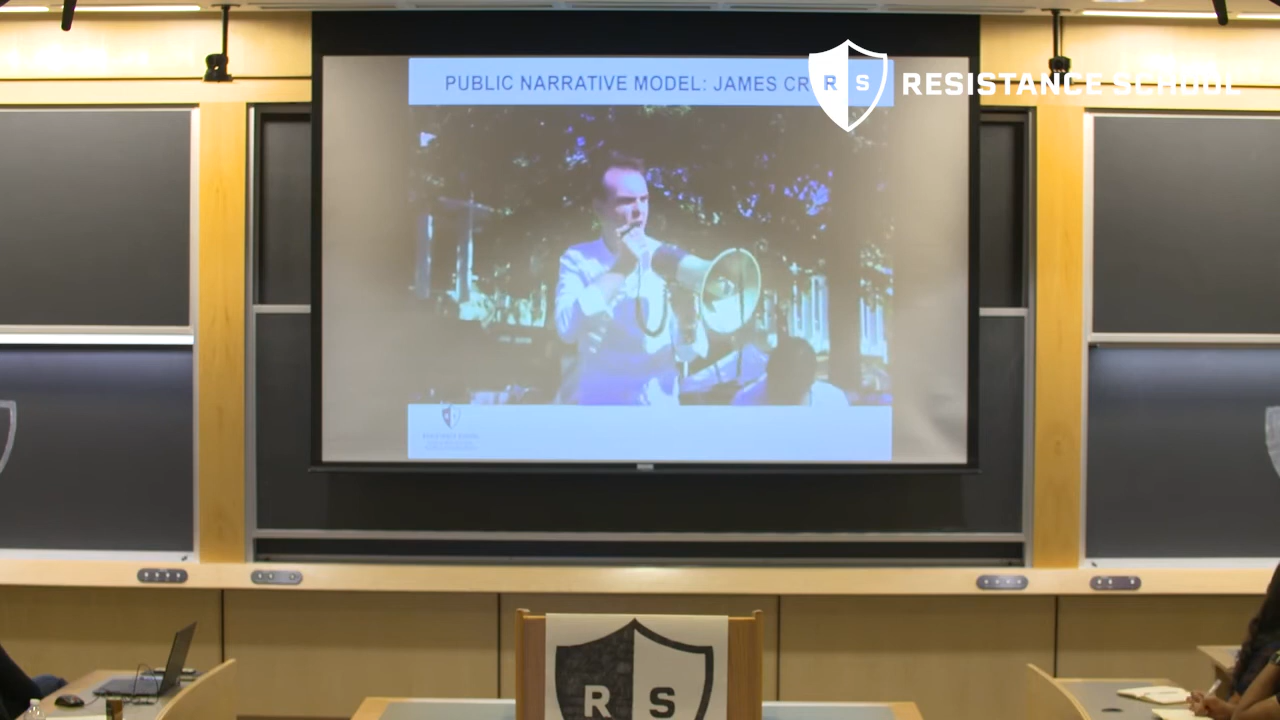 PUBLIC NARRATIVE MODEL: JAMES CR
R S RESISTANCE SCHOOL
R S